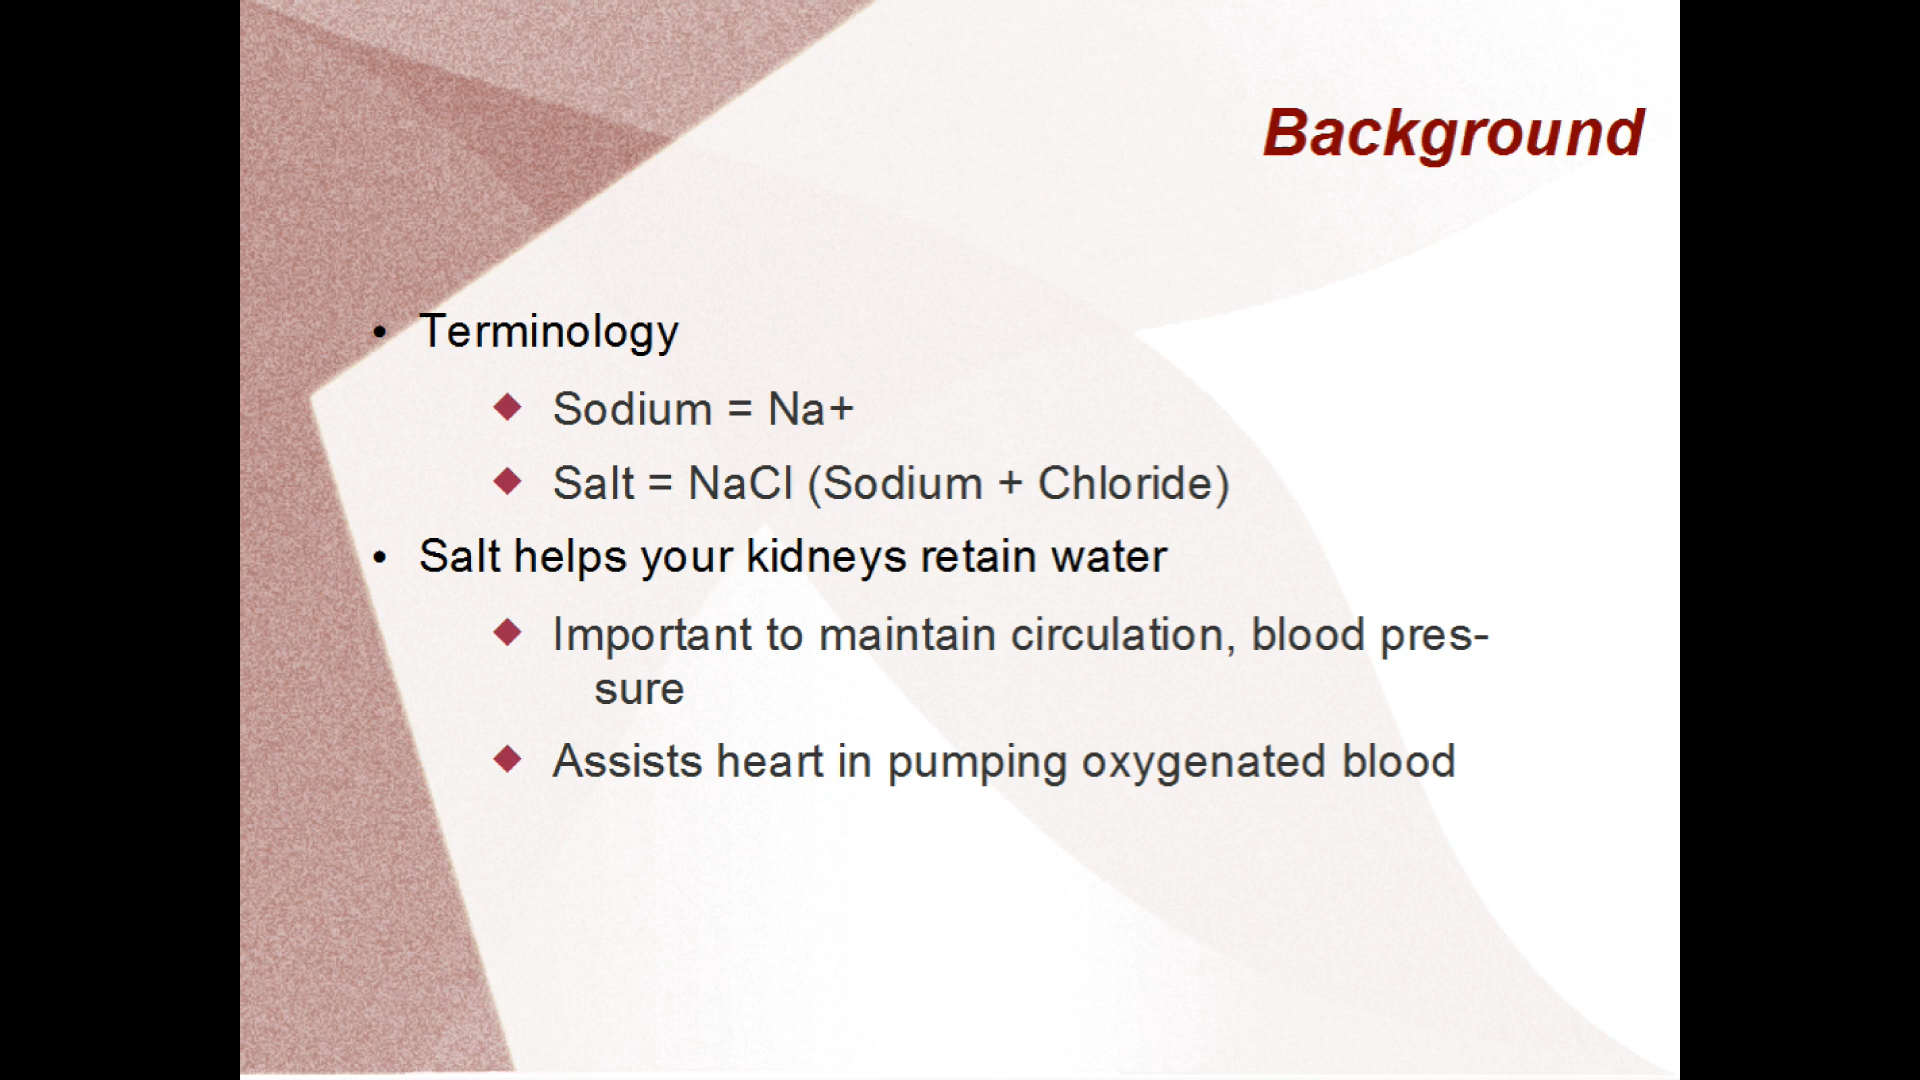 Background
• Terminology
◆ Sodium = Na+
◆ Salt = NaCl (Sodium + Chloride)
• Salt helps your kidneys retain water
◆ Important to maintain circulation, blood pres-
sure
◆ Assists heart in pumping oxygenated blood